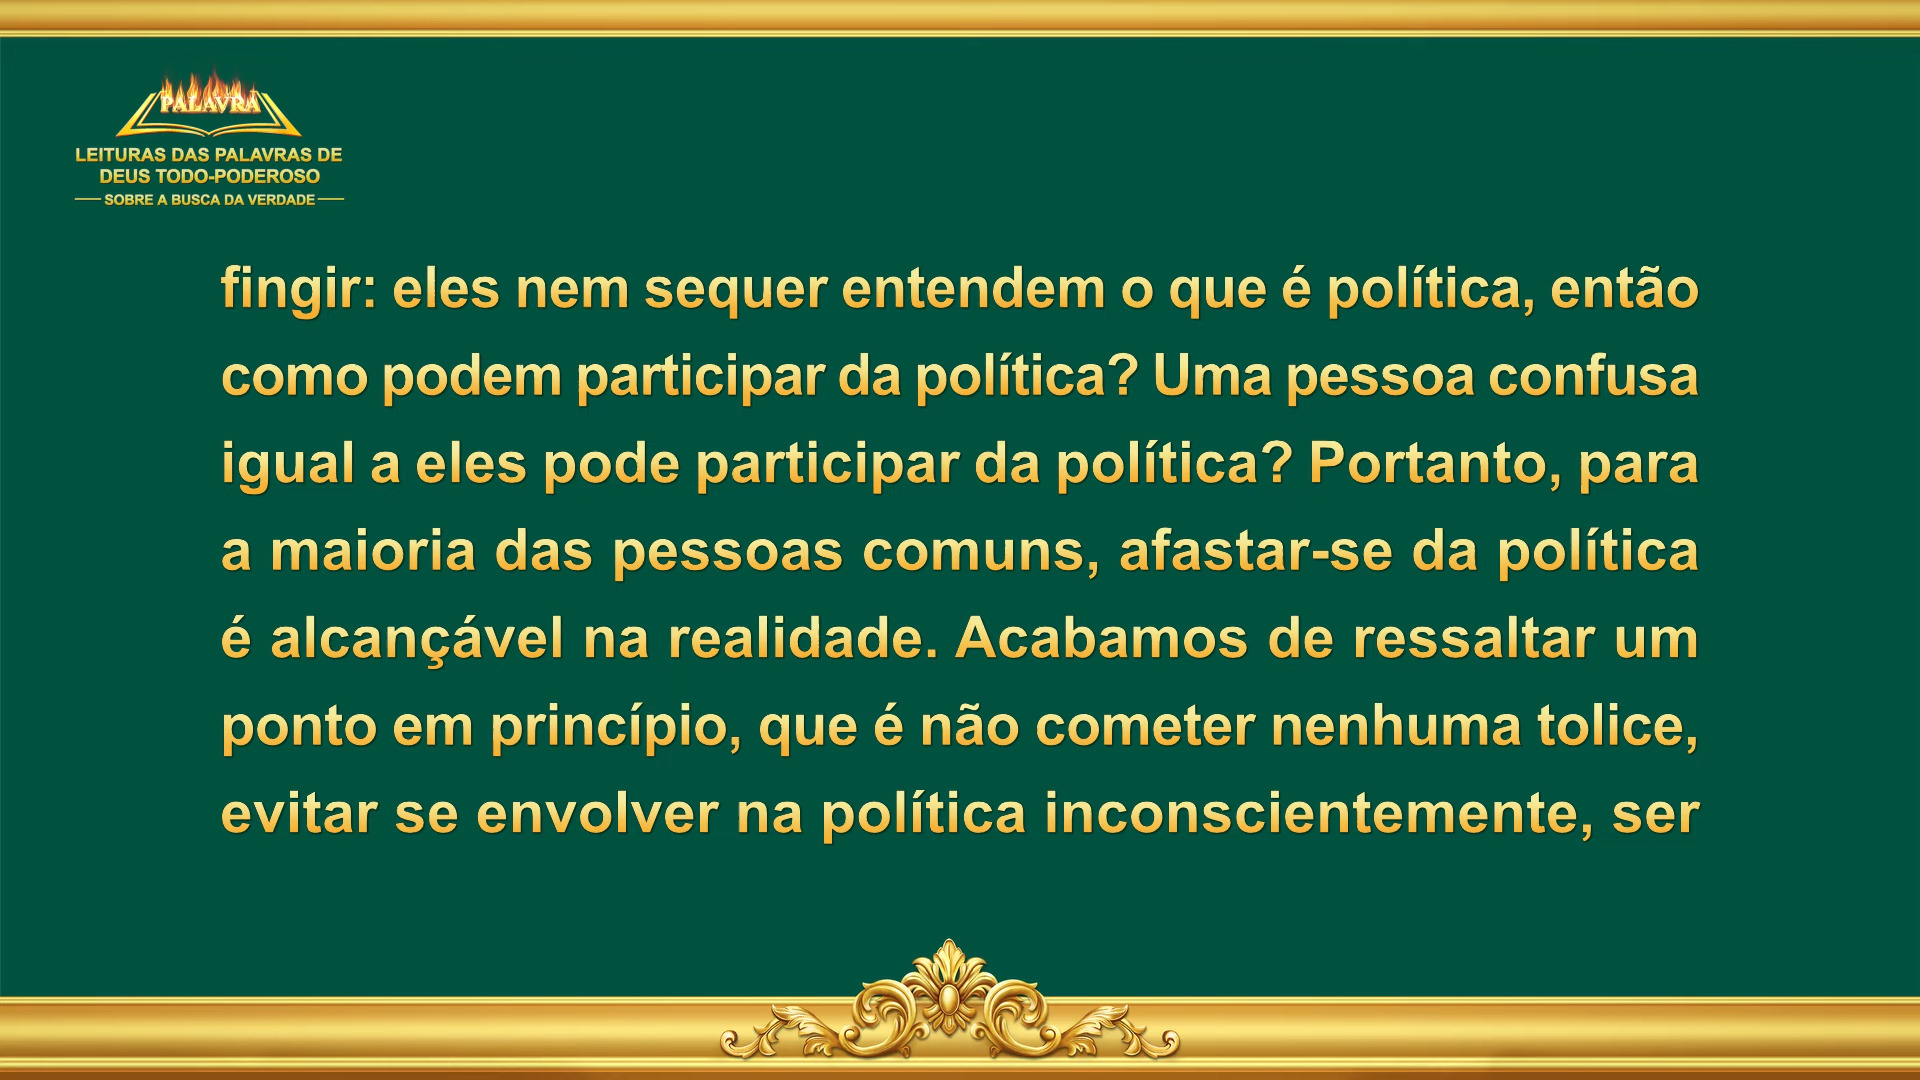 PALAVRA
LEITURAS DAS PALAVRAS DE
DEUS TODO-PODEROSO
SOBRE A BUSCA DA VERDADE
fingir: eles nem sequer entendem o que é política, então
como podem participar da política? Uma pessoa confusa
igual a eles pode participar da política? Portanto, para
a maioria das pessoas comuns, afastar-se da política
é alcançável na realidade. Acabamos de ressaltar um
ponto em princípio, que é não cometer nenhuma tolice,
evitar se envolver na política inconscientemente, ser